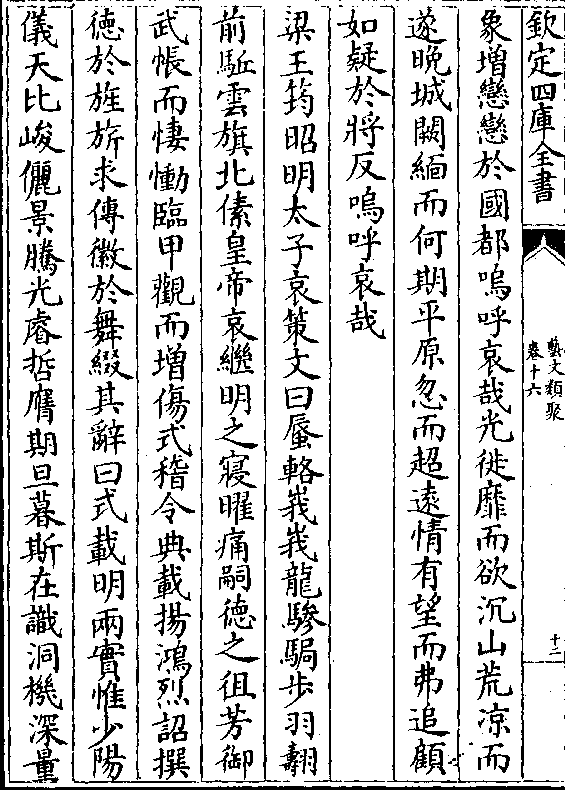 欽定四庫全書
藝文類聚
卷十六
十二
象增戀戀於國都嗚呼哀哉光徙靡而欲沉山荒凉而
遂晚城闕緬而何期平原忽而超遠情有望而弗追顧
如疑於將反嗚呼哀哉
梁王筠昭明太子哀策文曰蜃輅峩峩龍驂跼步羽翿
前駈雲旗北傃皇帝哀繼明之寢曜痛嗣德之徂芳御
武帳而悽慟臨甲觀而增傷式稽令典載揚鴻烈詔撰
徳於旌斾求傳徽於舞綴其辭曰式載明兩實惟少陽
儀天比峻儷景騰光睿哲膺期旦暮斯在識洞機深量